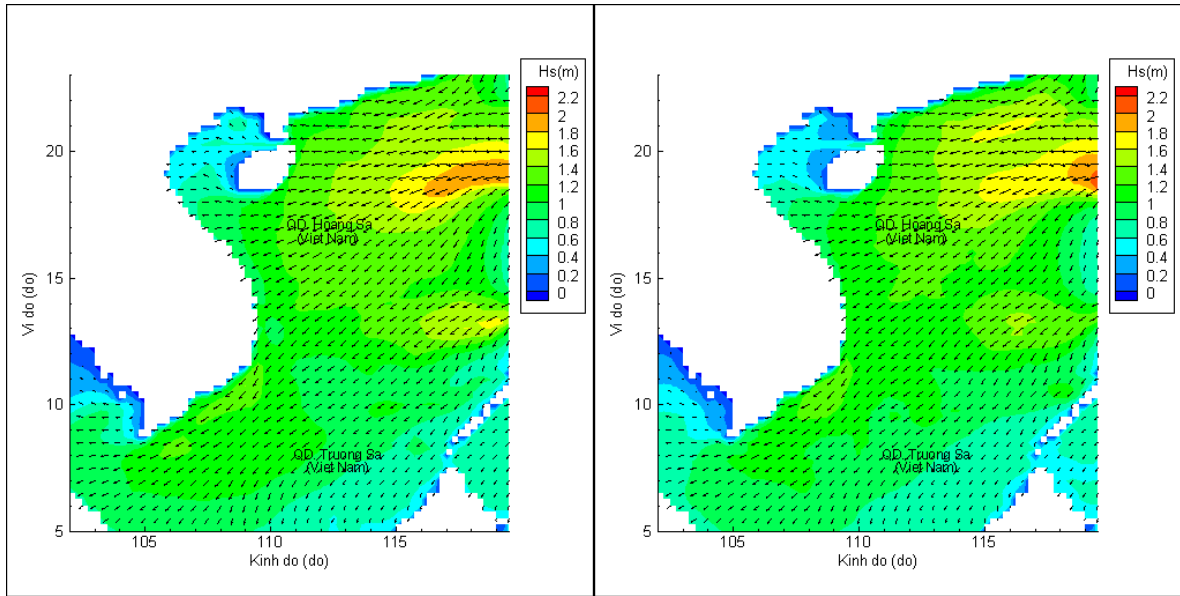 Hs(m)
2.2
2
1.8
1.6
1.4
1.2
1
0.8
0.6
0.4
0.2
0
20
15
10
5
Vi do (do)
QD. Hoang Sa
(Viet Nam)
QD. Truong Sa
(Viet Nam)
105
110
115
Kinh do (do)
Hs(m)
2.2
2
1.8
1.6
1.4
1.2
1
0.8
0.6
0.4
0.2
0
20
15
10
5
Vi do (do)
QD. Hoang Sa
(Viet Nam)
QD. Truong Sa
(Viet Nam)
105
110
115
Kinh do (do)